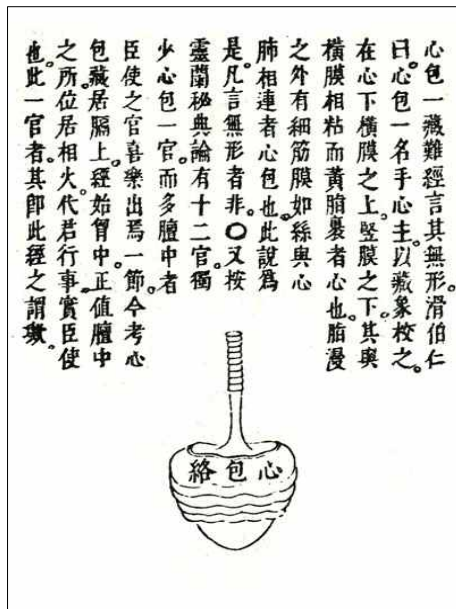 心包一藏難經言其無形滑伯仁
曰心包一名手心主以藏象校之
在心下橫膜之上竪膜之下其與
橫膜相粘而黃脂裹者心也脂漫
之外有細筋膜如絲與心
肺相連者心包也此說爲
是凡言無形者非〇又按
靈蘭秘典論有十二官獨
少心包一官而多膻中者
臣使之官喜樂出焉一節今考心
包藏居膈上經始胷中正值膻中
之所位居相火代君行事實臣使
也此一官者其卽此經之謂歟
絡包心